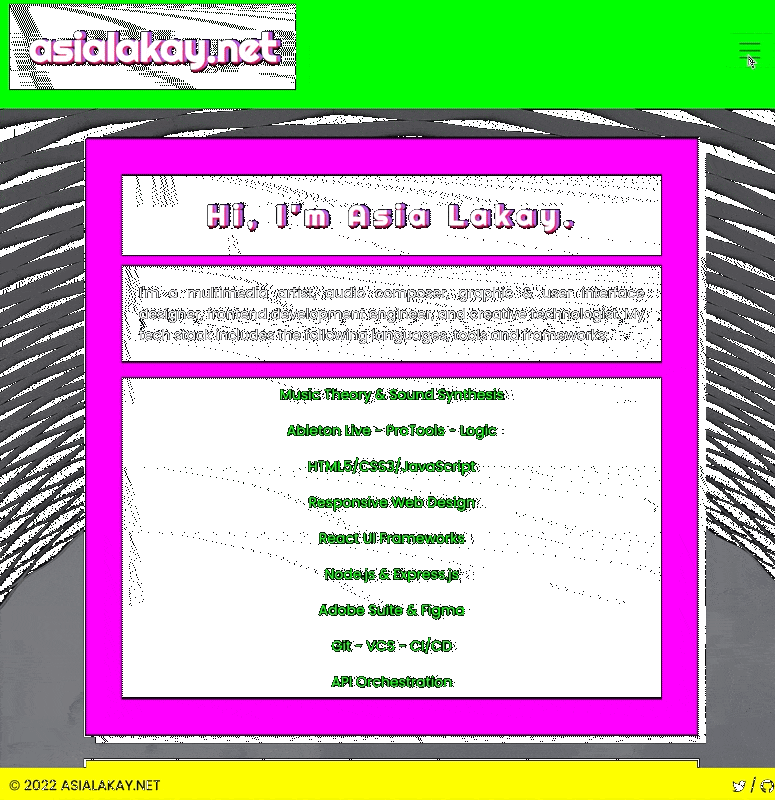 asialakay.net
Hi, I'm Asia Lakay.
I'm a multimedia artist, audio composer, graphic & user interface
designer, frontend development engineer, and creative technologist. My
tech stack includes the following languages, tools and frameworks.
Music Theory & Sound Synthesis
Ableton Live - ProTools - Logic
HTML5/CSS3/JavaScript
Responsive Web Design
React UI Frameworks
Node.js & Express.js
Adobe Suite & Figma
Git - VCS - CI/CD
API Orchestration
© 2022 ASIALAKAY.NET
/